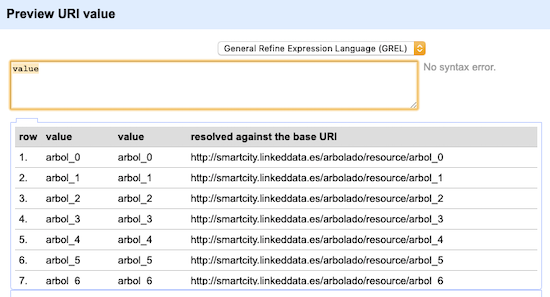 Preview URI value
General Refine Expression Language (GREL)
value
No syntax error.
row value value resolved against the base URI
1. arbol_0 arbol_0 http://smartcity.linkeddata.es/arbolado/resource/arbol_0
2. arbol_1 arbol_1 http://smartcity.linkeddata.es/arbolado/resource/arbol_1
3. arbol_2 arbol_2 http://smartcity.linkeddata.es/arbolado/resource/arbol_2
4. arbol_3 arbol_3 http://smartcity.linkeddata.es/arbolado/resource/arbol_3
5. arbol_4 arbol_4 http://smartcity.linkeddata.es/arbolado/resource/arbol_4
6. arbol_5 arbol_5 http://smartcity.linkeddata.es/arbolado/resource/arbol_5
7. arbol_6 arbol_6 http://smartcity.linkeddata.es/arbolado/resource/arbol_6